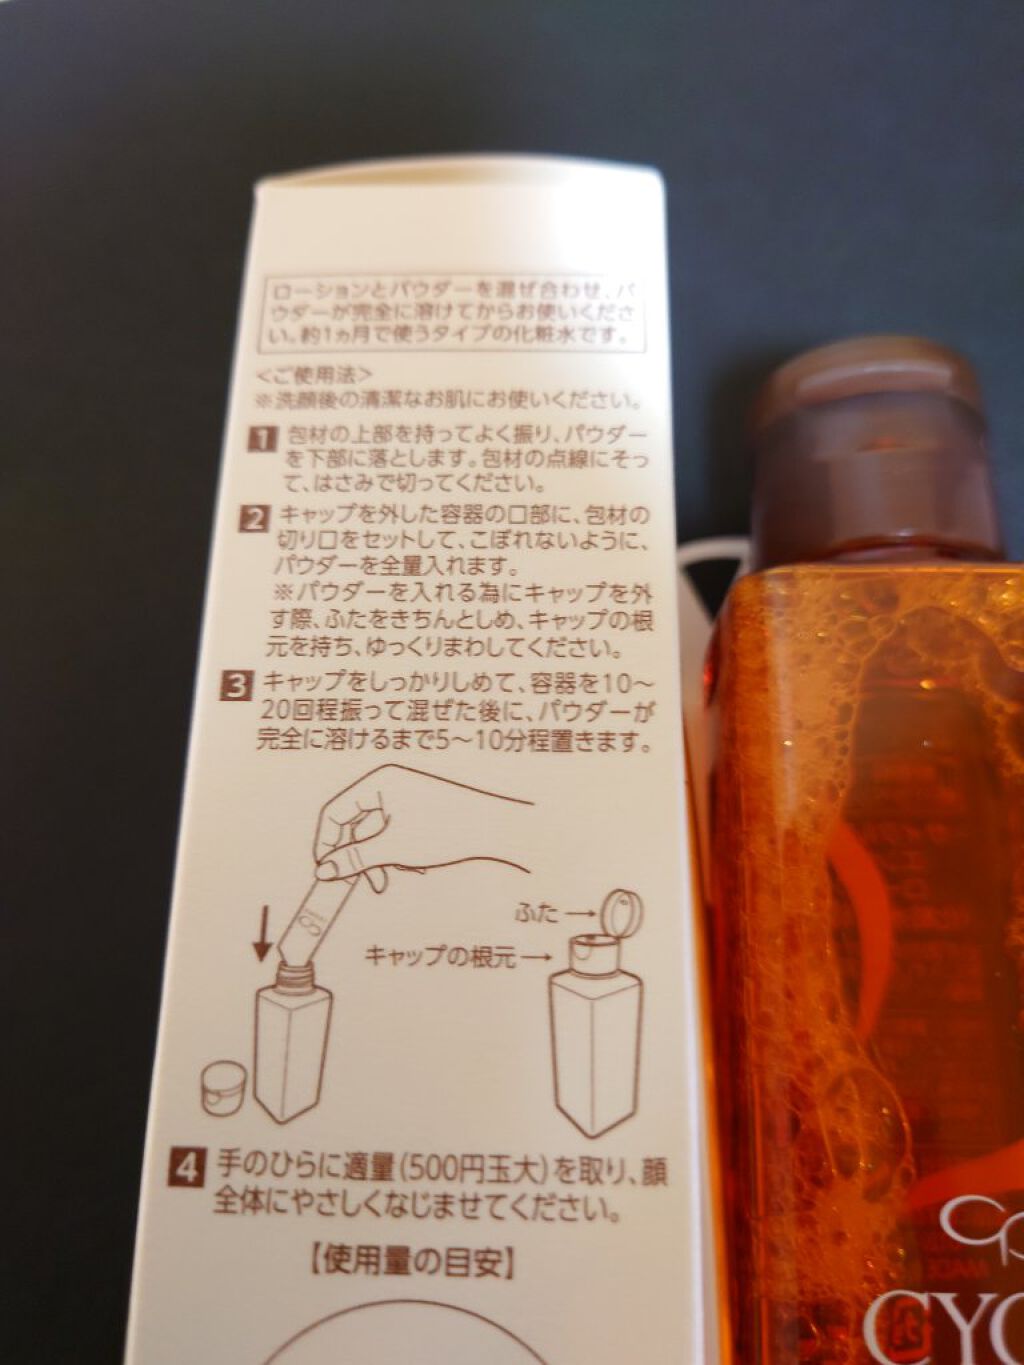 ローションとパウダーを混ぜ合わせ、パ
ウダーが完全に溶けてからお使いくださ
い。約1ヵ月で使うタイプの化粧水です。
<ご使用法>
※洗顔後の清潔なお肌にお使いください。
1 包材の上部を持ってよく振り、パウダー
を下部に落とします。包材の点線にそっ
て、はさみで切ってください。
2 キャップを外した容器の口部に、包材の
切り口をセットして、こぼれないように、
パウダーを全量入れます。
※パウダーを入れる為にキャップを外
す際、ふたをきちんとしめ、キャップの根
元を持ち、ゆっくりまわしてください。
3 キャップをしっかりしめて、容器を10〜
20回程振って混ぜた後に、パウダーが
完全に溶けるまで5〜10分程置きます。
ふた→
キャップの根元→
4 手のひらに適量(500円玉大)を取り、顔
全体にやさしくなじませてください。
【使用量の目安】
CYC